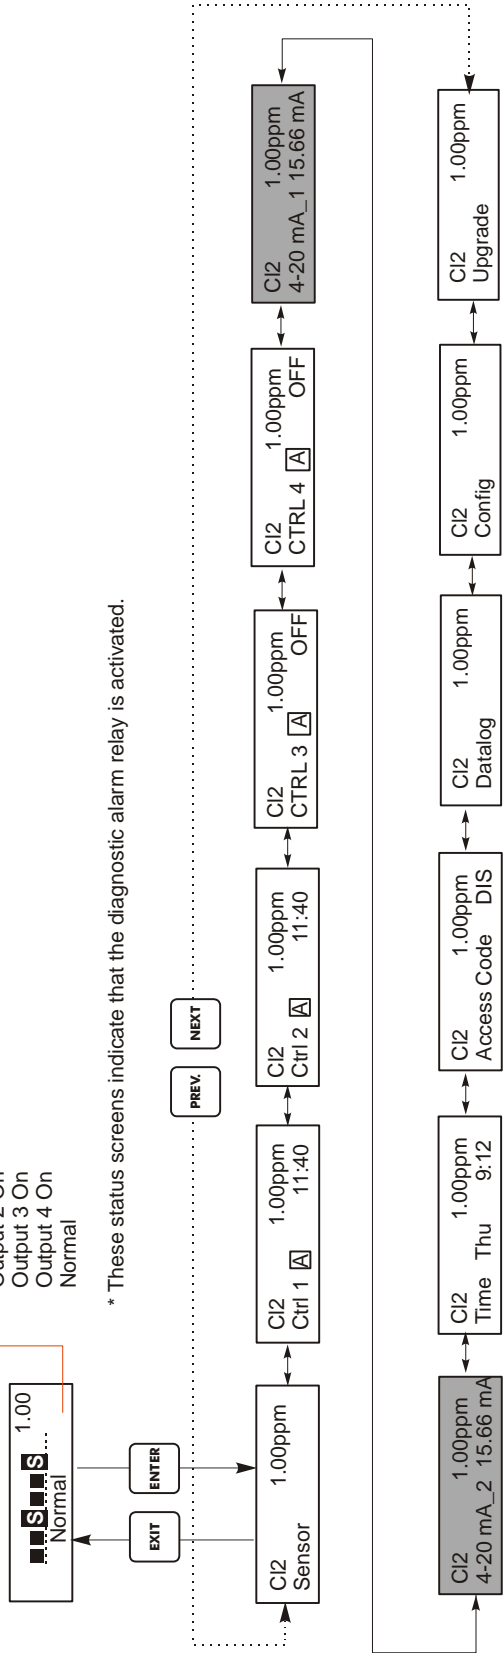 Output 3 On
Output 4 On
Normal
1.00
S S
Normal
* These status screens indicate that the diagnostic alarm relay is activated.
EXIT
ENTER
PREV.
NEXT
Cl2
1.00ppm
Sensor
Cl2
1.00ppm
Ctrl 1 A 11:40
Cl2
1.00ppm
Ctrl 2 A 11:40
Cl2
1.00ppm
CTRL 3 A OFF
Cl2
1.00ppm
CTRL 4 A OFF
Cl2
1.00ppm
4-20 mA_1 15.66 mA
Cl2
1.00ppm
4-20 mA_2 15.66 mA
Cl2
1.00ppm
Time Thu 9:12
Cl2
1.00ppm
Access Code DIS
Cl2
1.00ppm
Datalog
Cl2
1.00ppm
Config
Cl2
1.00ppm
Upgrade